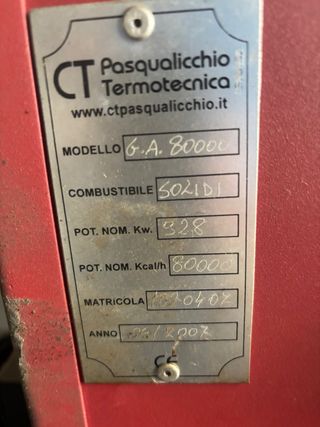 CT Pasqualicchio
Termotecnica
www.ctpasqualicchio.it
MODELLO G.A. 80000
COMBUSTIBILE SOLIDI
POT. NOM. Kw. 928
POT. NOM. Kcal/h 80000
MATRICOLA
ANNO
CE